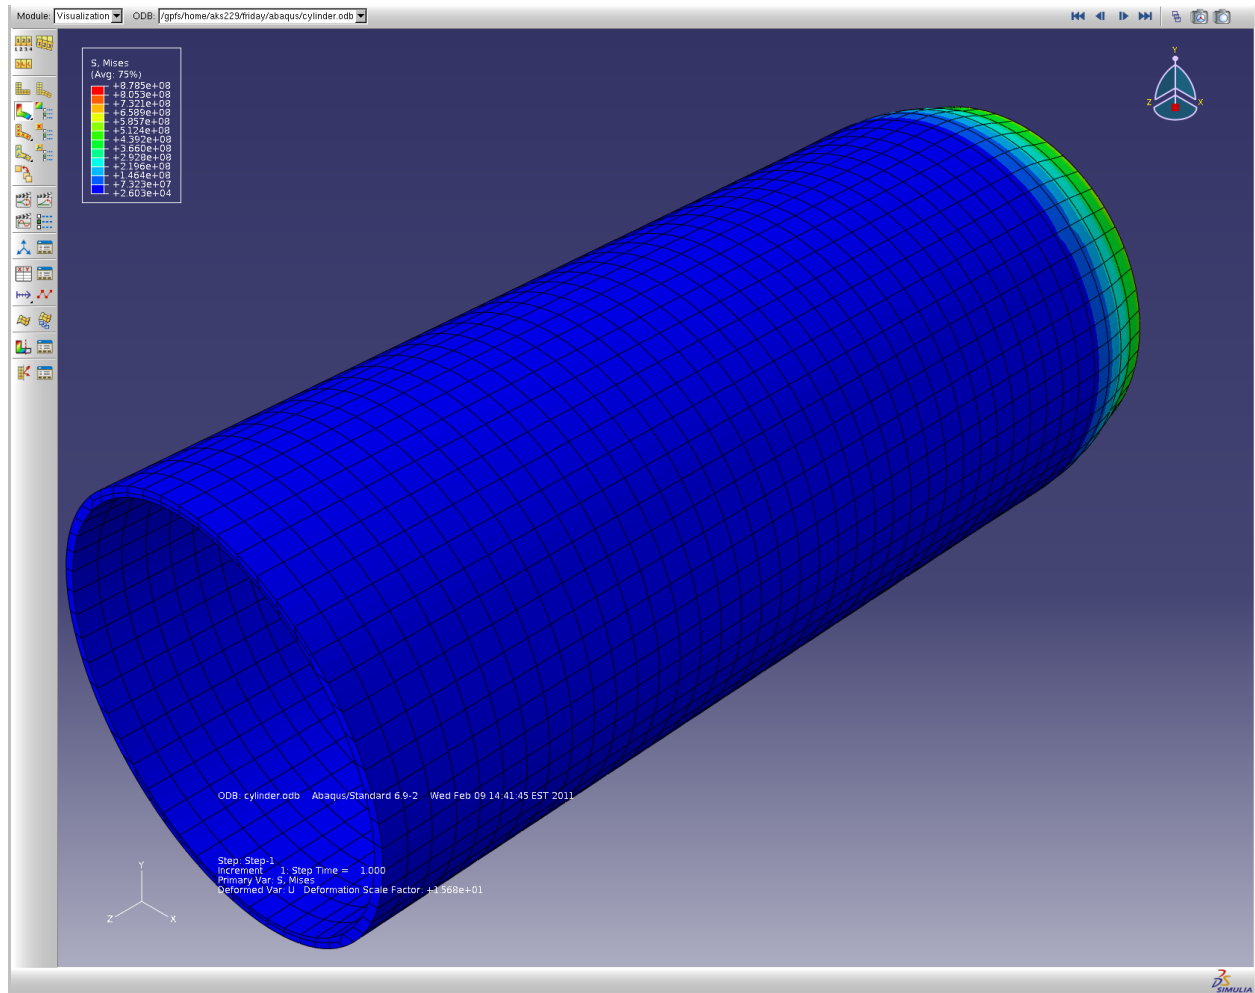 Module: Visualization ODB: /gpfs/home/aks229/friday/abaqus/cylinder.odb
S, Mises
(Avg: 75%)
+8.785e+08
+8.053e+08
+7.321e+08
+6.589e+08
+5.857e+08
+5.124e+08
+4.392e+08
+3.660e+08
+2.928e+08
+2.196e+08
+1.464e+08
+7.323e+07
+2.603e+04
Y
Z X
ODB: cylinder.odb Abaqus/Standard 6.9-2 Wed Feb 09 14:41:45 EST 2011
Step: Step-1
Increment 1: Step Time = 1.000
Primary Var: S, Mises
Deformed Var: U Deformation Scale Factor: +1.568e+01
Y
Z X
SIMULIA